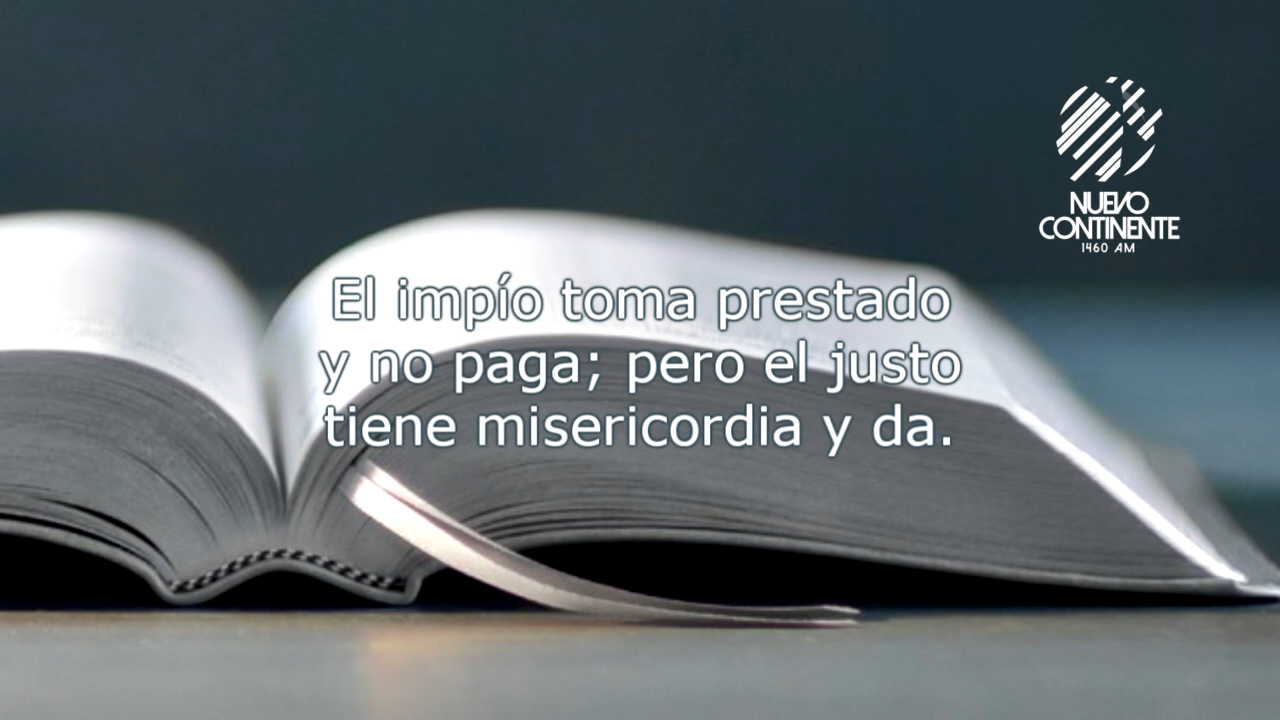 NUEVO
CONTINENTE
1460 AM
El impío toma prestado
y no paga; pero el justo
tiene misericordia y da.